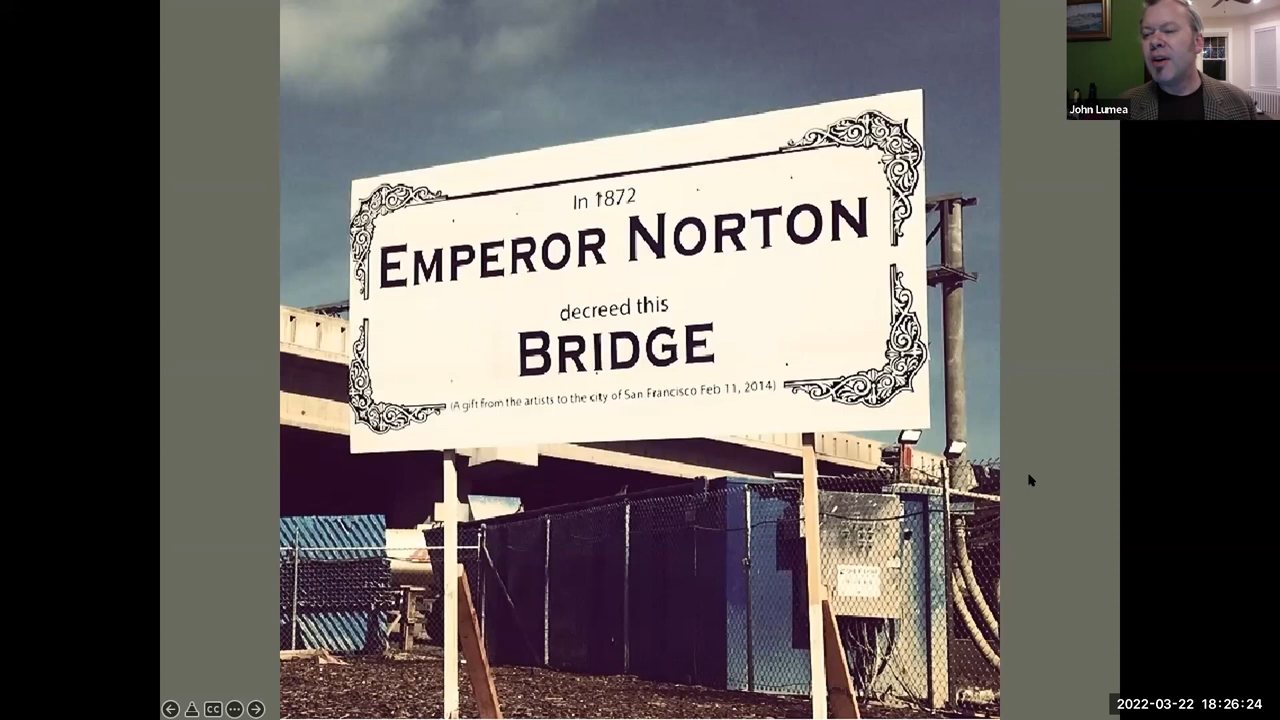 In 1872
EMPEROR NORTON
decreed this
BRIDGE
(A gift from the artists to the city of San Francisco Feb 11, 2014)
John Lumea
CC
2022-03-22 18:26:24